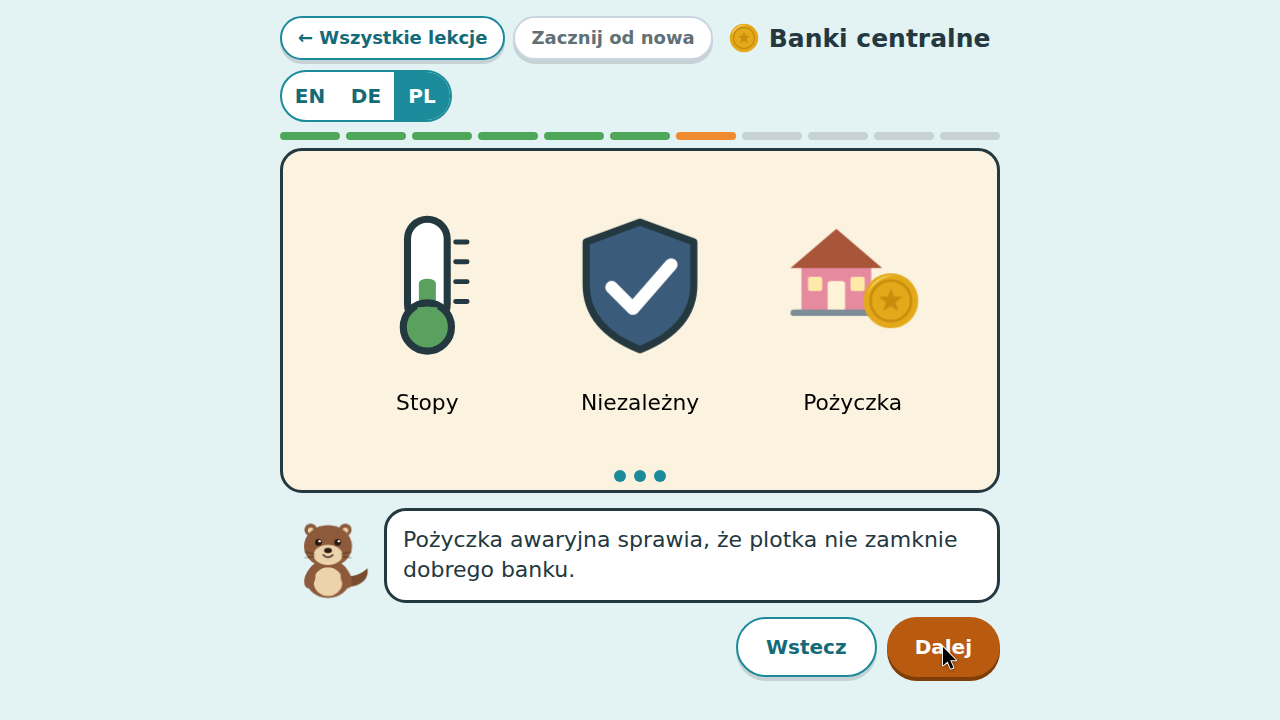 ← Wszystkie lekcje
Zacznij od nowa
Banki centralne
EN DE PL
Stopy
Niezależny
Pożyczka
Pożyczka awaryjna sprawia, że plotka nie zamknie
dobrego banku.
Wstecz
Dalej